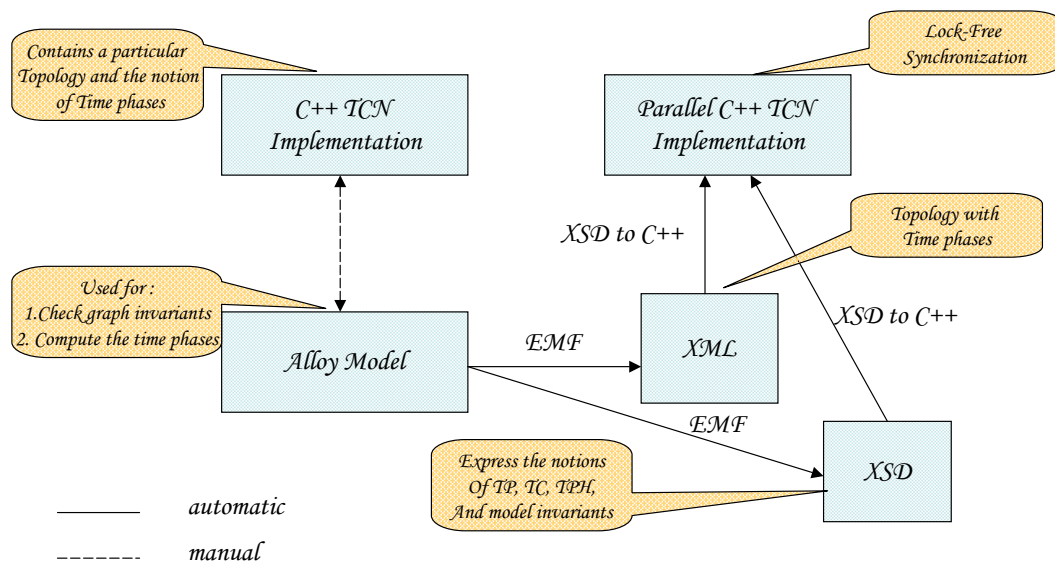 Contains a particular
Topology and the notion
of Time phases
Lock-Free
Synchronization
C++ TCN
Implementation
Parallel C++ TCN
Implementation
XSD to C++
Topology with
Time phases
Used for :
1.Check graph invariants
2. Compute the time phases
Alloy Model
EMF
XML
XSD to C++
EMF
Express the notions
Of TP, TC, TPH,
And model invariants
XSD
automatic
manual